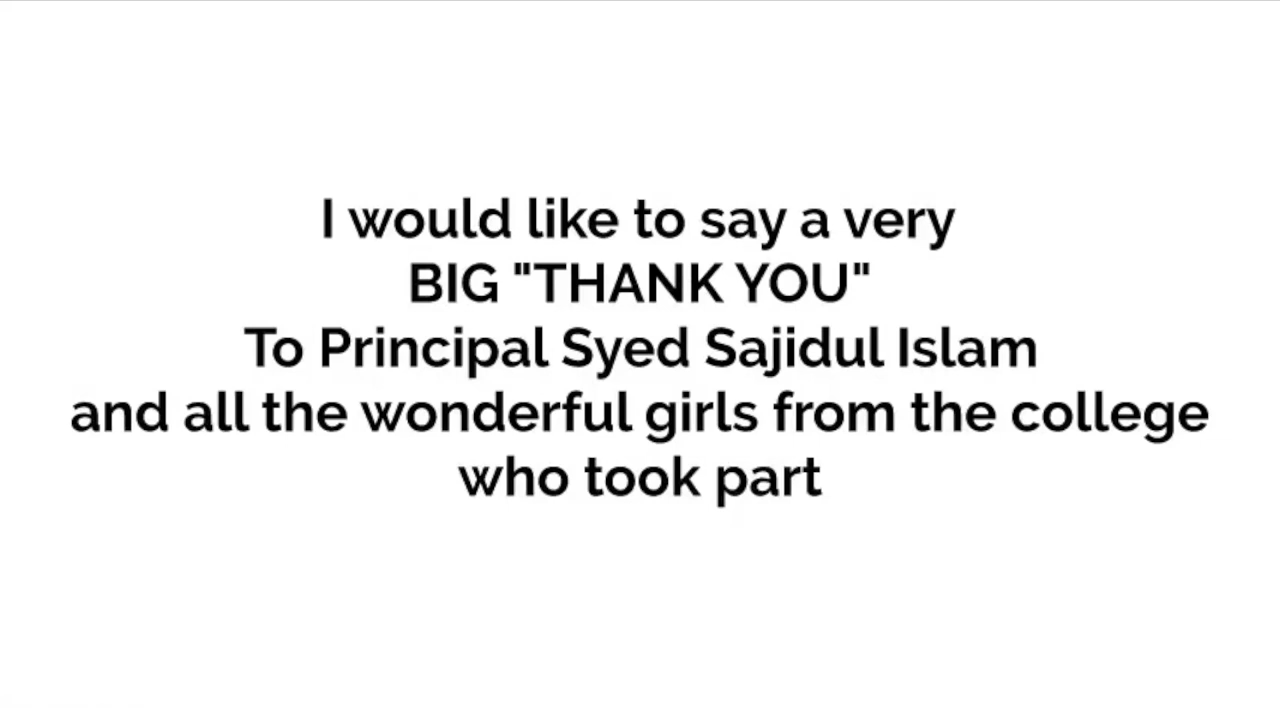 I would like to say a very
BIG "THANK YOU"
To Principal Syed Sajidul Islam
and all the wonderful girls from the college
who took part